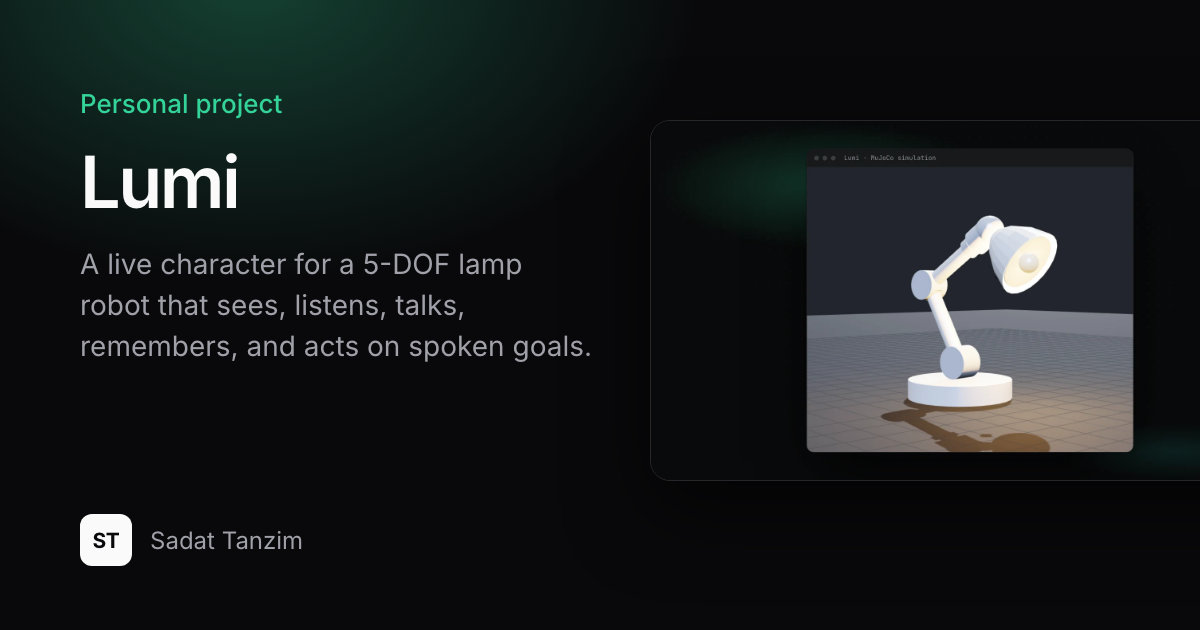 Personal project
Lumi
A live character for a 5-DOF lamp
robot that sees, listens, talks,
remembers, and acts on spoken goals.
Lumi · MuJoCo simulation
ST
Sadat Tanzim